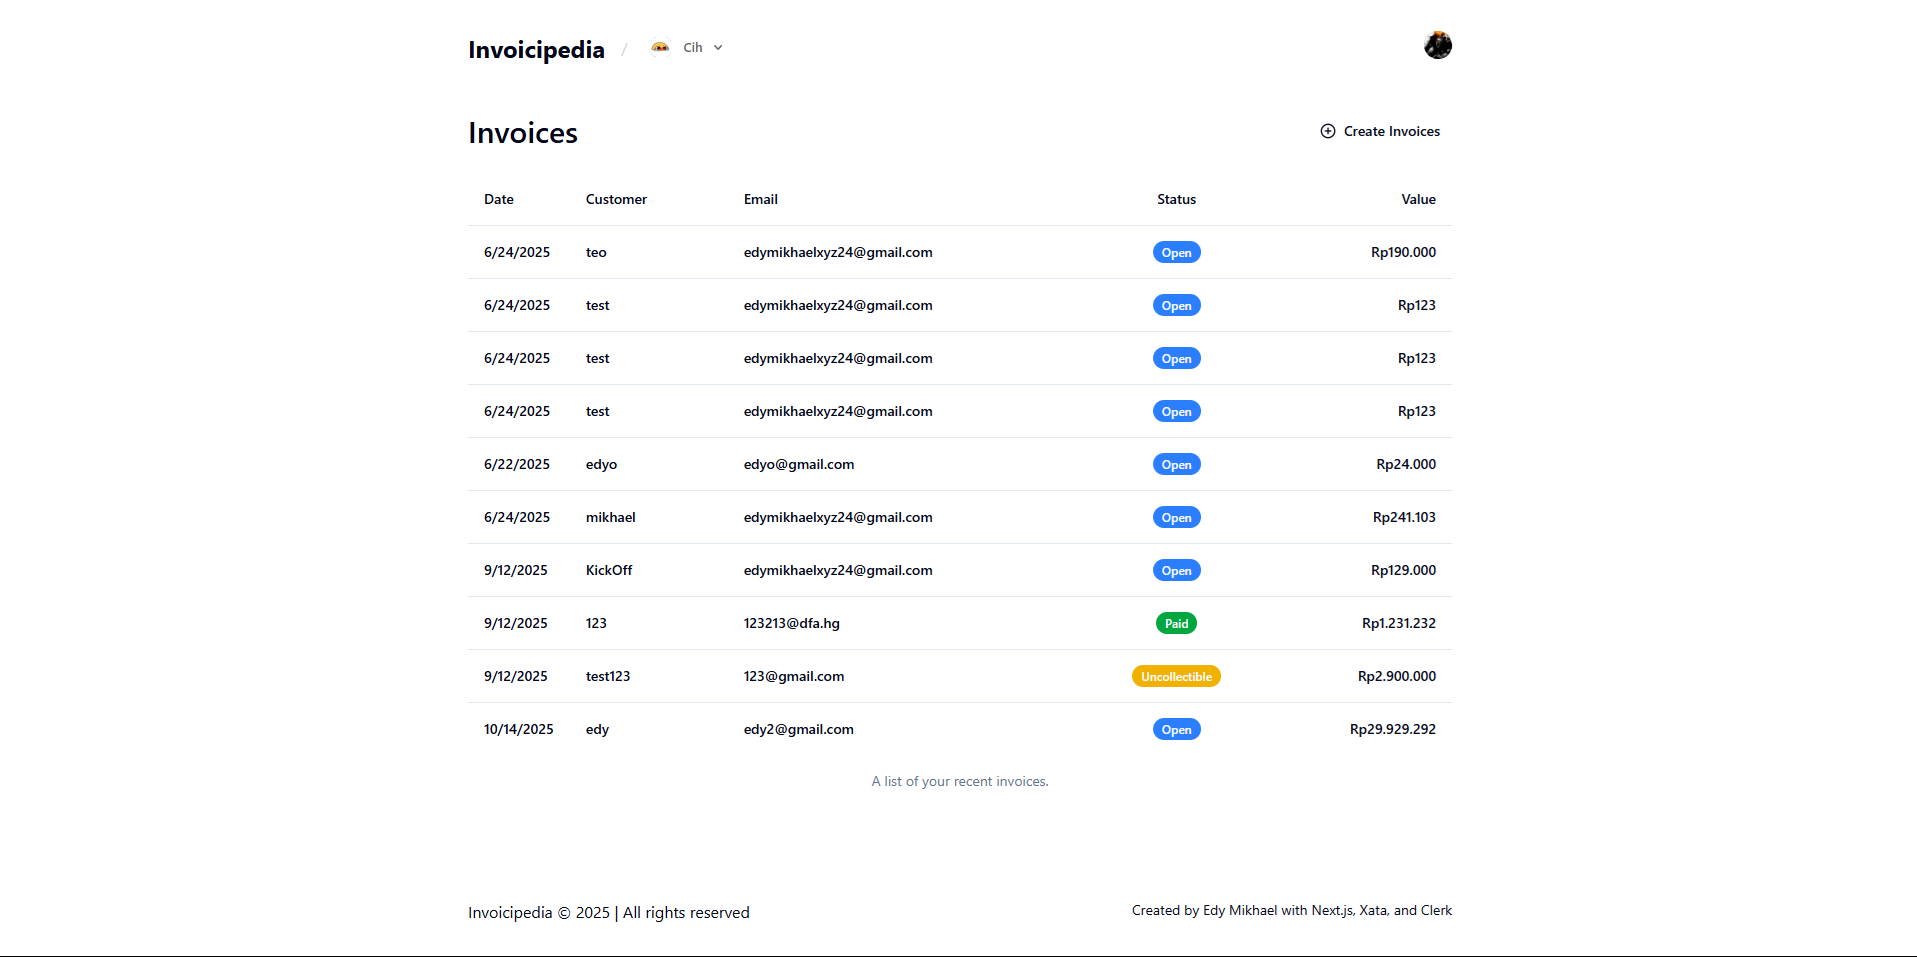 Invoicipedia / Cih
Invoices
Create Invoices
Date Customer Email Status Value
6/24/2025 teo edymikhaelxyz24@gmail.com Open Rp190.000
6/24/2025 test edymikhaelxyz24@gmail.com Open Rp123
6/24/2025 test edymikhaelxyz24@gmail.com Open Rp123
6/24/2025 test edymikhaelxyz24@gmail.com Open Rp123
6/22/2025 edyo edyo@gmail.com Open Rp24.000
6/24/2025 mikhael edymikhaelxyz24@gmail.com Open Rp241.103
9/12/2025 KickOff edymikhaelxyz24@gmail.com Open Rp129.000
9/12/2025 123 123213@dfa.hg Paid Rp1.231.232
9/12/2025 test123 123@gmail.com Uncollectible Rp2.900.000
10/14/2025 edy edy2@gmail.com Open Rp29.929.292
A list of your recent invoices.
Invoicipedia © 2025 | All rights reserved
Created by Edy Mikhael with Next.js, Xata, and Clerk